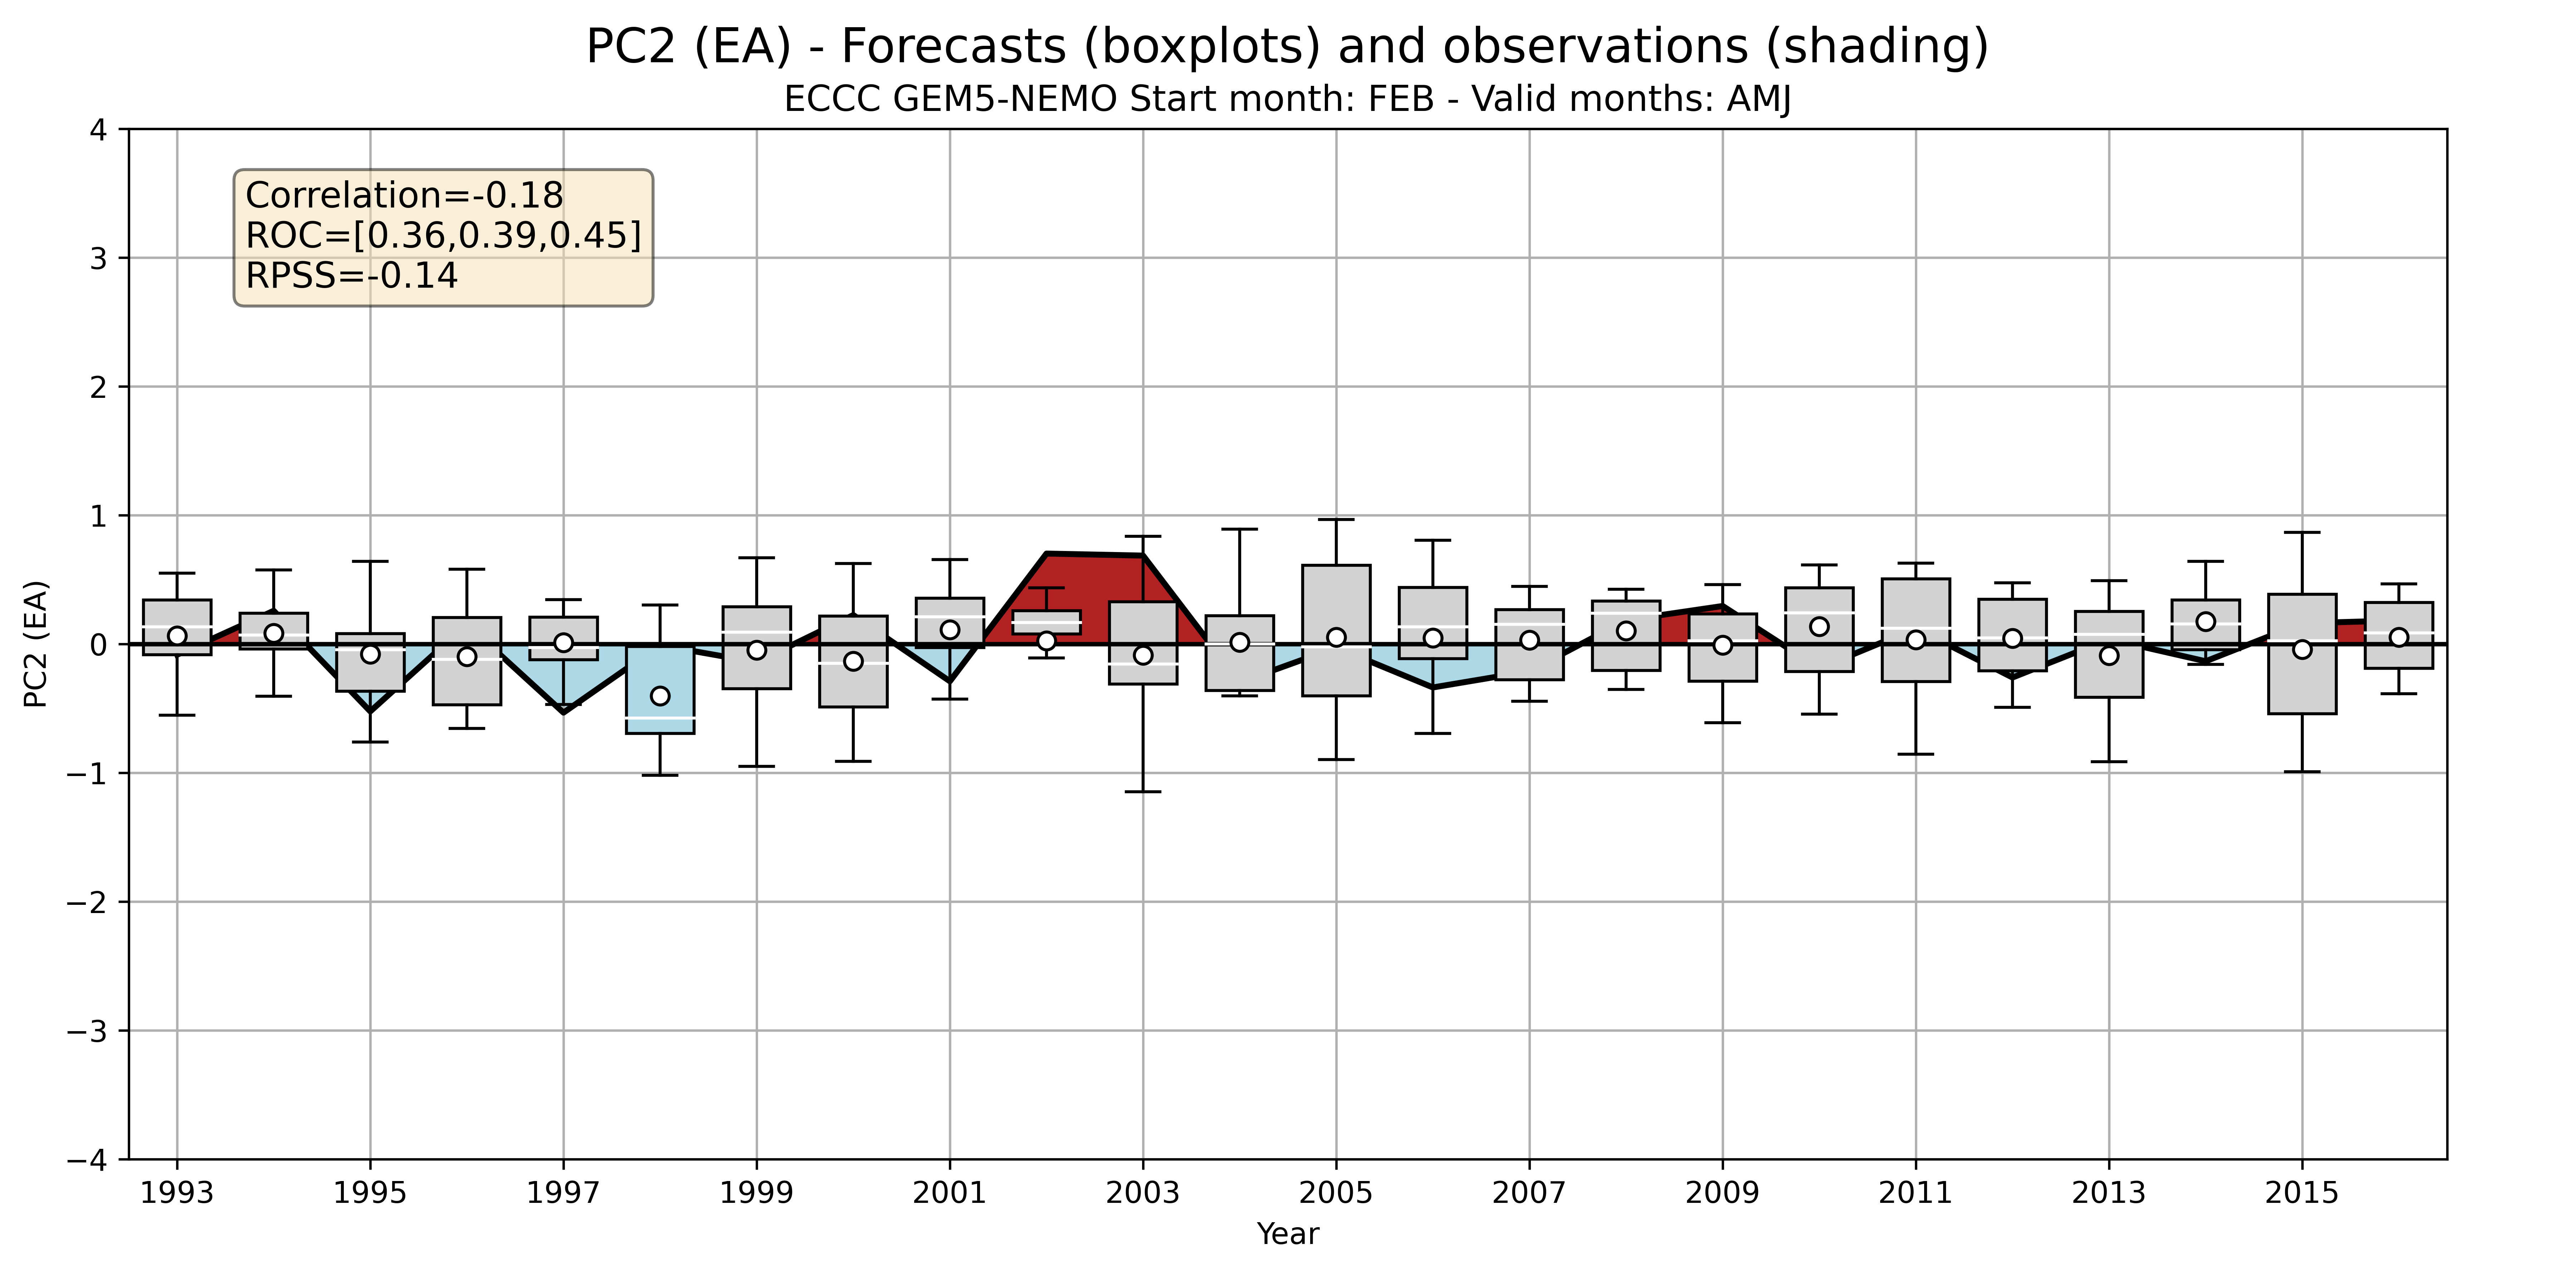 PC2 (EA) - Forecasts (boxplots) and observations (shading)
ECCC GEM5-NEMO Start month: FEB - Valid months: AMJ
Correlation=-0.18
ROC=[0.36,0.39,0.45]
RPSS=-0.14
PC2 (EA)
4
3
2
1
0
−1
−2
−3
−4
1993 1995 1997 1999 2001 2003 2005 2007 2009 2011 2013 2015
Year